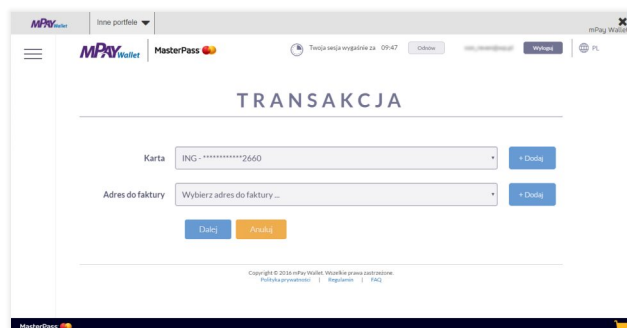 mPAY Wallet Inne portfele
mPay Wallet
mPAY Wallet MasterPass Twoja sesja wygaśnie za 09:47 Odnów Wyloguj PL
TRANSAKCJA
Karta ING - ************2660 + Dodaj
Adres do faktury Wybierz adres do faktury ... + Dodaj
Dalej Anuluj
Copyright © 2016 mPay Wallet. Wszelkie prawa zastrzeżone.
Polityka prywatności | Regulamin | FAQ
MasterPass